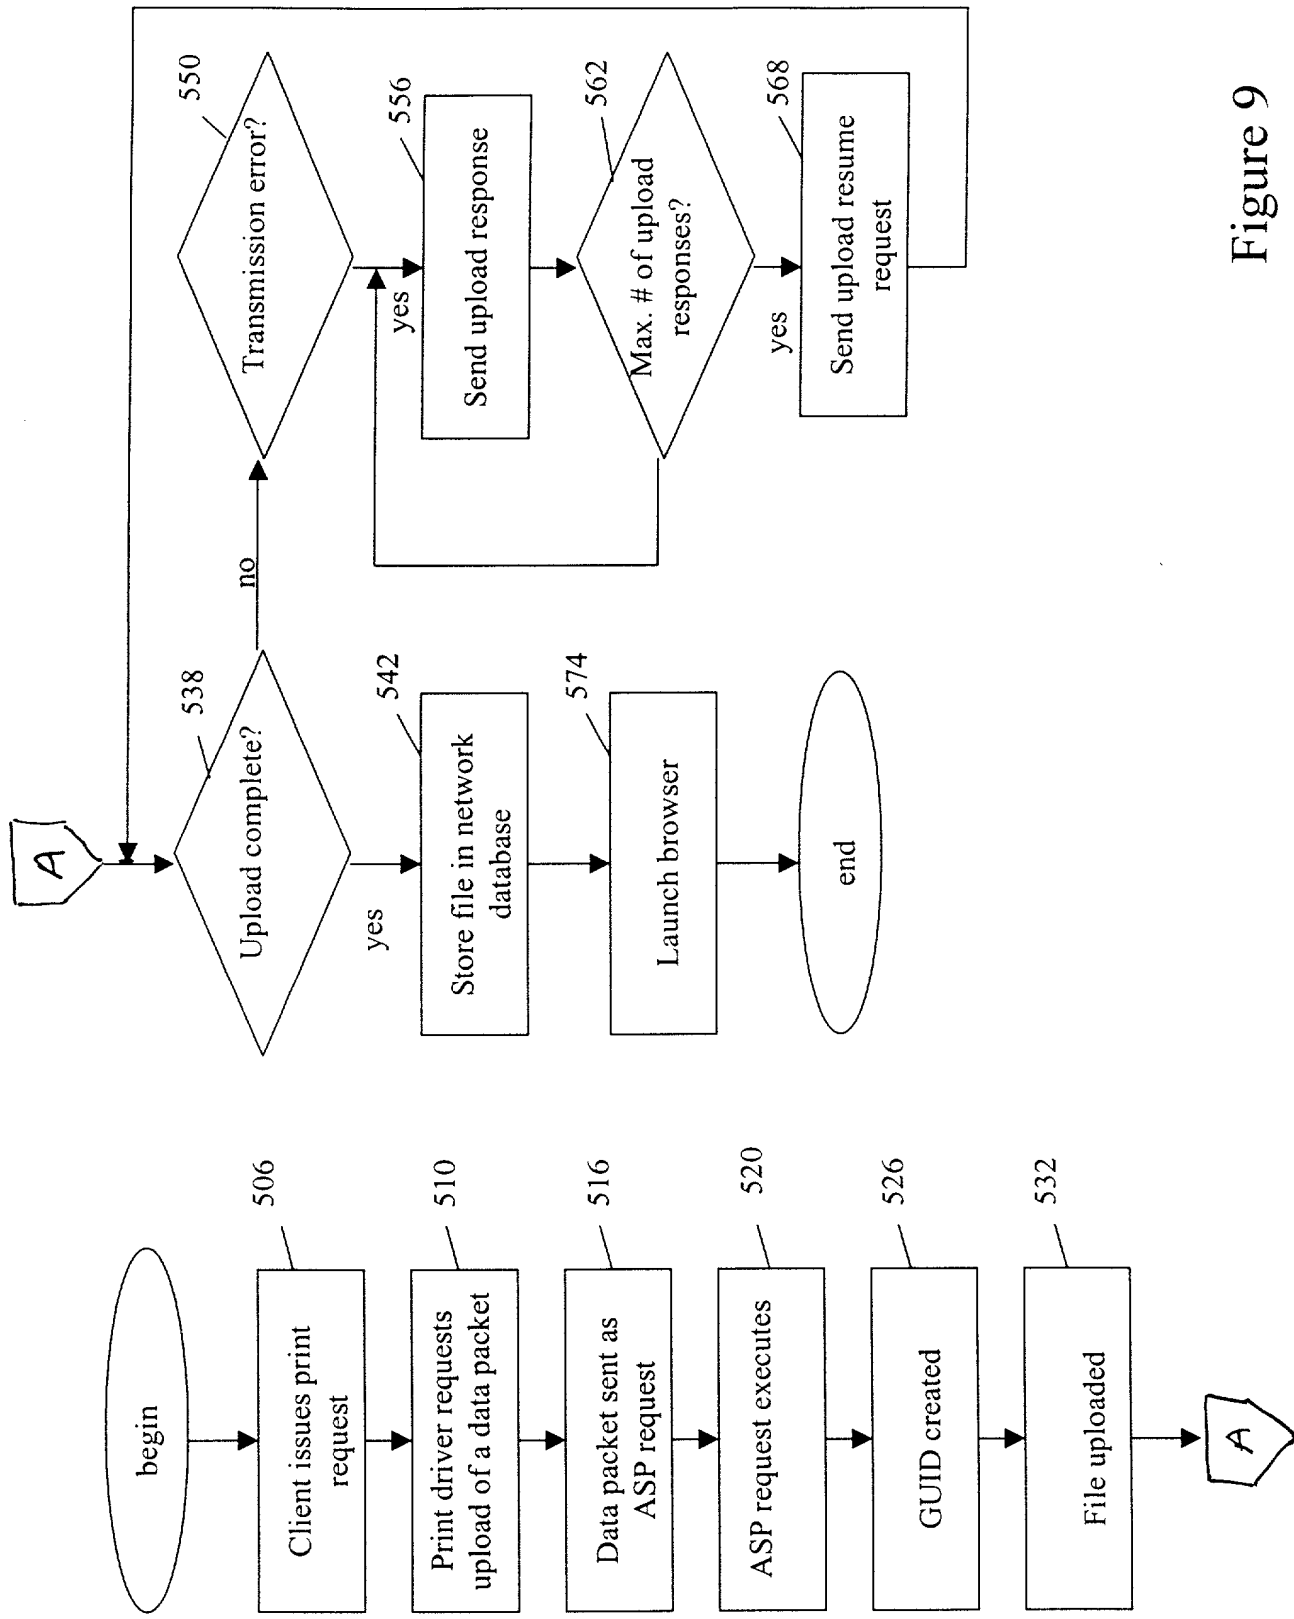 begin
506
Client issues print
request
510
Print driver requests
upload of a data packet
516
Data packet sent as
ASP request
520
ASP request executes
526
GUID created
532
File uploaded
A
A
538
Upload complete?
no
yes
542
Store file in network
database
574
Launch browser
end
550
Transmission error?
yes
556
Send upload response
562
Max. # of upload
responses?
yes
568
Send upload resume
request
Figure 9